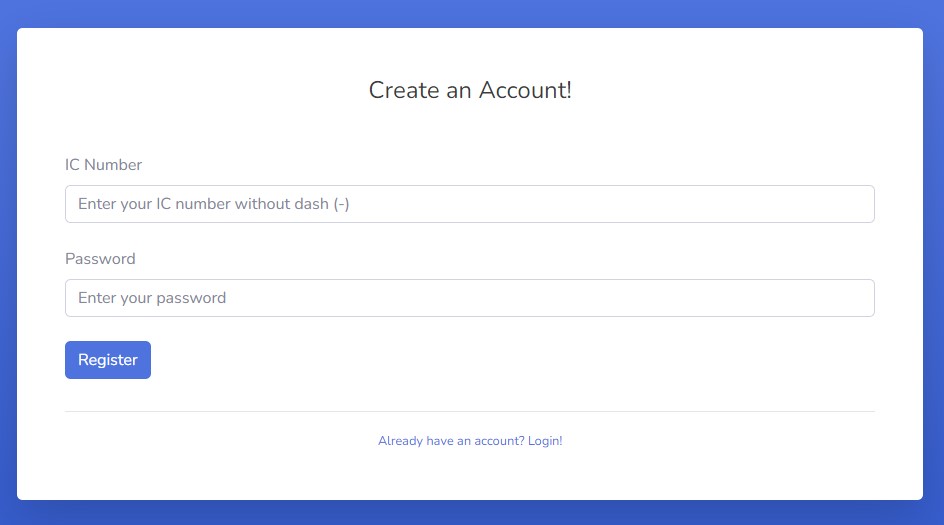 Create an Account!
IC Number
Enter your IC number without dash (-)
Password
Enter your password
Register
Already have an account? Login!